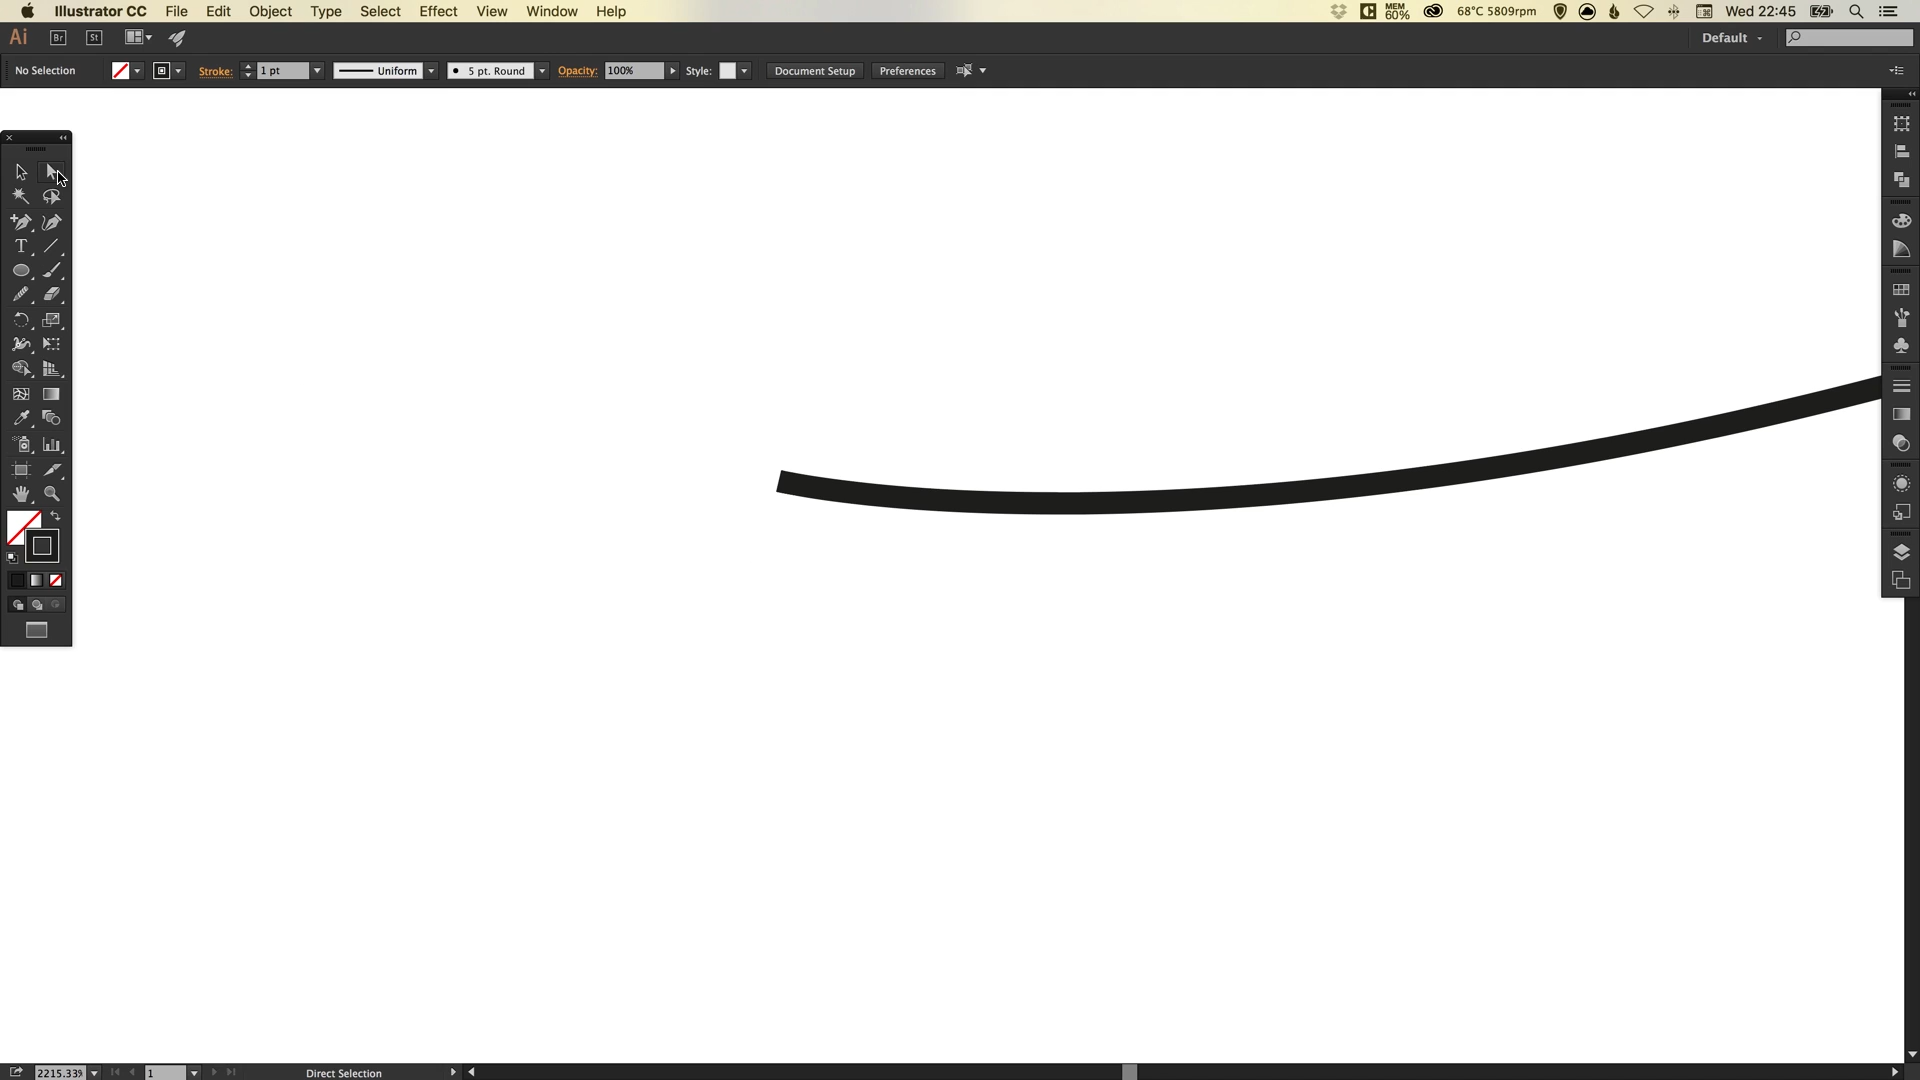 Illustrator CC File Edit Object Type Select Effect View Window Help MEM 60% 68°C 5809rpm Wed 22:45
Ai Br St Default
No Selection Stroke: 1 pt Uniform 5 pt. Round Opacity: 100% Style: Document Setup Preferences
T
2215.33% 1 Direct Selection